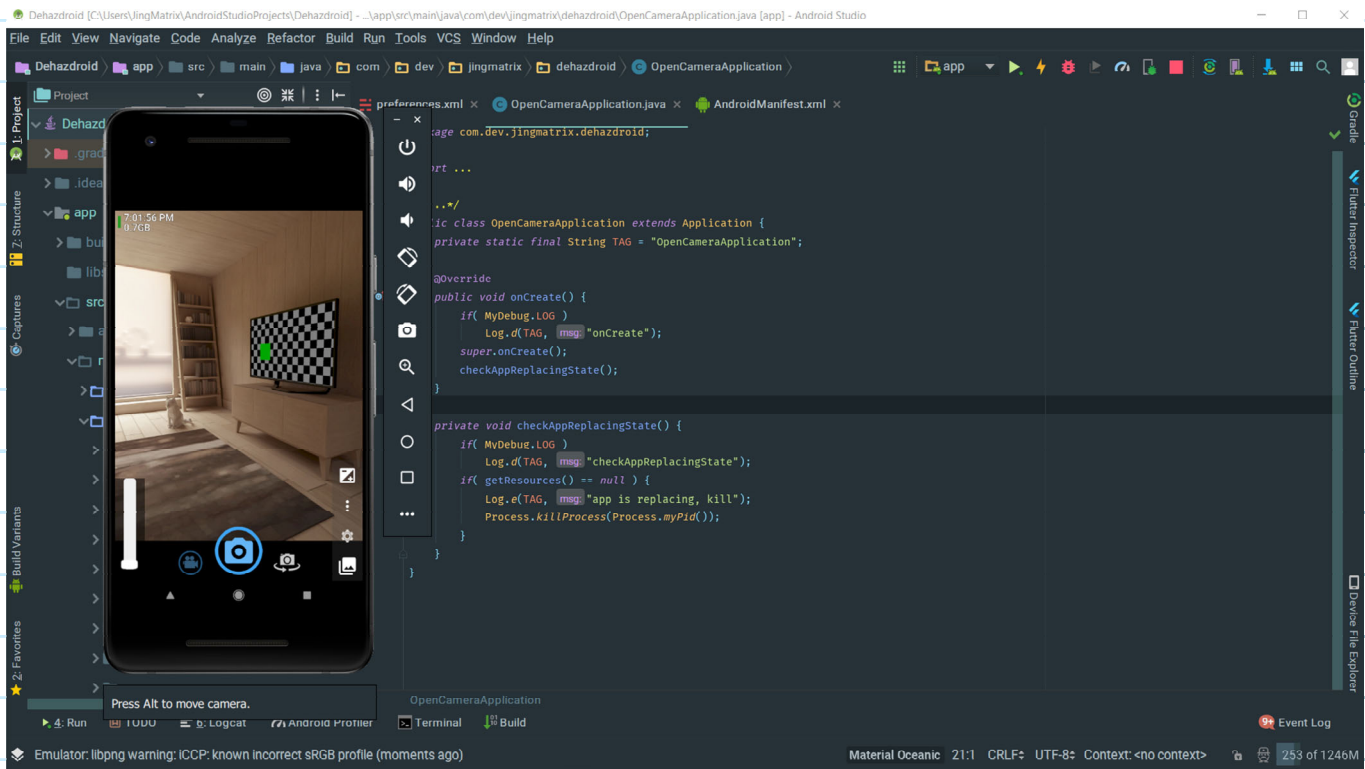 Dehazdroid [C:\Users\JingMatrix\AndroidStudioProjects\Dehazdroid] - ...\app\src\main\java\com\dev\jingmatrix\dehazdroid\OpenCameraApplication.java [app] - Android Studio
File Edit View Navigate Code Analyze Refactor Build Run Tools VCS Window Help
Dehazdroid app src main java com dev jingmatrix dehazdroid OpenCameraApplication app
Project
preferences.xml OpenCameraApplication.java AndroidManifest.xml
1: Project
Z: Structure
Captures
Build Variants
2: Favorites
Dehazd
.grad
.idea
app
bui
libs
src
7:01:56 PM
0.7GB
kage com.dev.jingmatrix.dehazdroid;
ort ...
..*/
ic class OpenCameraApplication extends Application {
private static final String TAG = "OpenCameraApplication";
@Override
public void onCreate() {
if( MyDebug.LOG )
Log.d(TAG, msg: "onCreate");
super.onCreate();
checkAppReplacingState();
}
private void checkAppReplacingState() {
if( MyDebug.LOG )
Log.d(TAG, msg: "checkAppReplacingState");
if( getResources() == null ) {
Log.e(TAG, msg: "app is replacing, kill");
Process.killProcess(Process.myPid());
}
}
}
Gradle
Flutter Inspector
Flutter Outline
Device File Explorer
Press Alt to move camera.
OpenCameraApplication
4: Run TODO 6: Logcat Android Profiler Terminal Build 9+ Event Log
Emulator: libpng warning: iCCP: known incorrect sRGB profile (moments ago) Material Oceanic 21:1 CRLF UTF-8 Context: <no context> 253 of 1246M